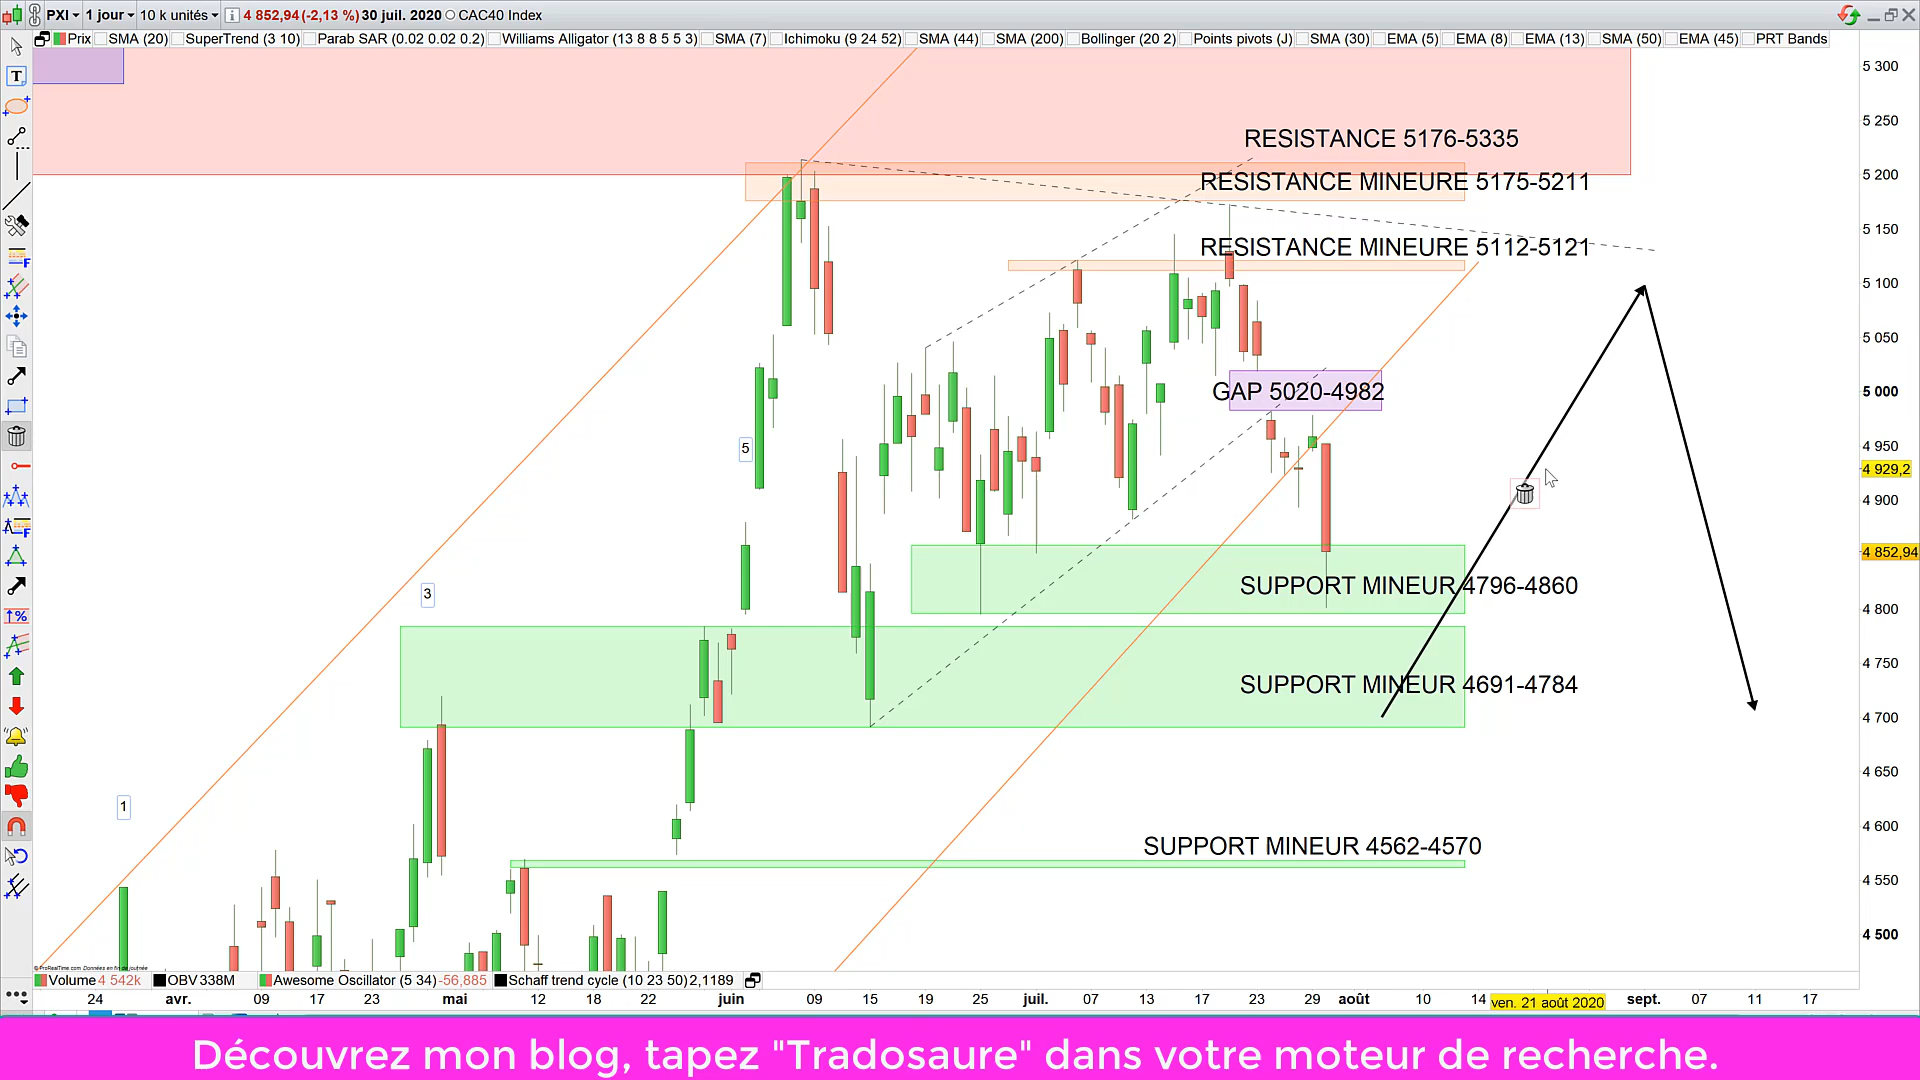 PXI 1 jour 10 k unités 4 852,94 (-2,13 %) 30 juil. 2020 CAC40 Index
Prix SMA (20) SuperTrend (3 10) Parab SAR (0.02 0.02 0.2) Williams Alligator (13 8 8 5 5 3) SMA (7) Ichimoku (9 24 52) SMA (44) SMA (200) Bollinger (20 2) Points pivots (J) SMA (30) EMA (5) EMA (8) EMA (13) SMA (50) EMA (45) PRT Bands
5 300
5 250
RESISTANCE 5176-5335
5 200
RESISTANCE MINEURE 5175-5211
5 150
RESISTANCE MINEURE 5112-5121
5 100
5 050
GAP 5020-4982
5 000
5
4 950
4 929,2
4 900
4 852,94
SUPPORT MINEUR 4796-4860
3
4 800
4 750
SUPPORT MINEUR 4691-4784
4 700
4 650
1
4 600
SUPPORT MINEUR 4562-4570
4 550
4 500
©ProRealTime.com Données en fin de journée
Volume 4 542k OBV 338M Awesome Oscillator (5 34) -56,885 Schaff trend cycle (10 23 50) 2,1189
24 avr. 09 17 23 mai 12 18 22 juin 09 15 19 25 juil. 07 13 17 23 29 août 10 14 ven. 21 août 2020 sept. 07 11 17
Découvrez mon blog, tapez "Tradosaure" dans votre moteur de recherche.